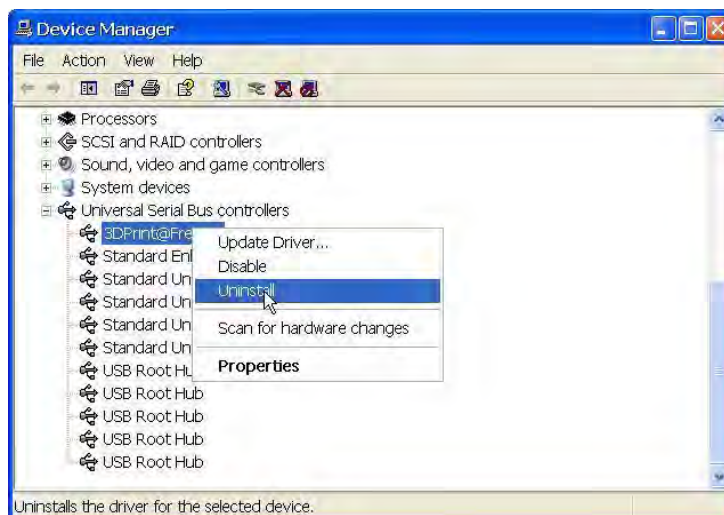 Device Manager
File Action View Help
Processors
SCSI and RAID controllers
Sound, video and game controllers
System devices
Universal Serial Bus controllers
3DPrint@Fre
Update Driver...
Standard Enl
Disable
Standard Un
Uninstall
Standard Un
Standard Un
Scan for hardware changes
Standard Un
USB Root Hu
Properties
USB Root Hub
USB Root Hub
USB Root Hub
USB Root Hub
Uninstalls the driver for the selected device.